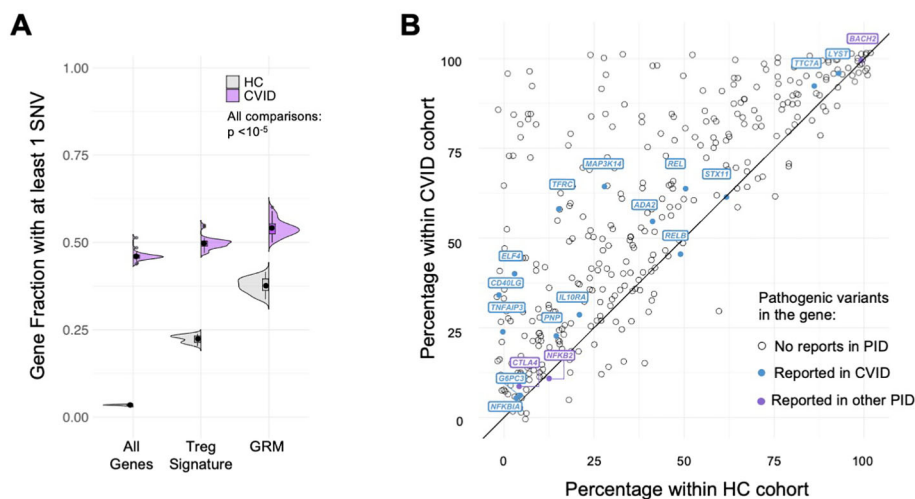 A
Gene Fraction with at least 1 SNV
1.00
0.75
0.50
0.25
0.00
HC
CVID
All comparisons:
p <10⁻⁵
All
Genes
Treg
Signature
GRM
B
Percentage within CVID cohort
100
75
50
25
0
BACH2
LYST
TTC7A
MAP3K14
REL
STX11
TFRC
ADA2
RELB
ELF4
CD40LG
IL10RA
TNFAIP3
PNP
CTLA4
NFKB2
G6PC3
NFKBIA
Pathogenic variants
in the gene:
No reports in PID
Reported in CVID
Reported in other PID
0
25
50
75
100
Percentage within HC cohort